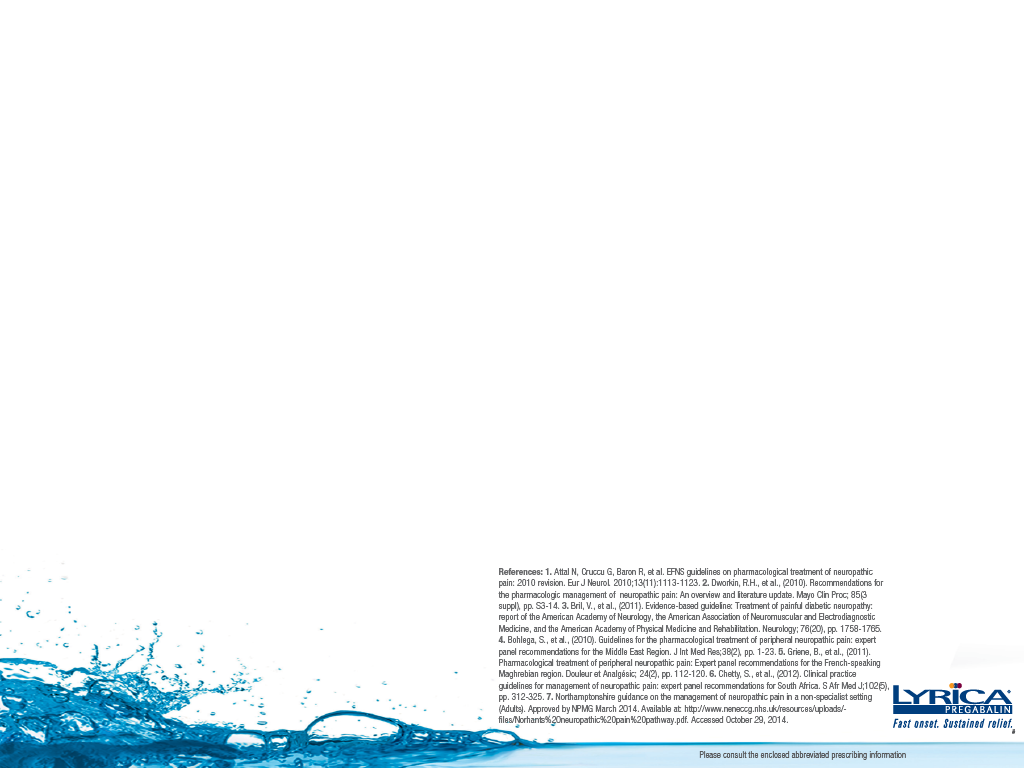 References: 1. Attal N, Cruccu G, Baron R, et al. EFNS guidelines on pharmacological treatment of neuropathic
pain: 2010 revision. Eur J Neurol. 2010;13(11):1113-1123. 2. Dworkin, R.H., et al., (2010). Recommendations for
the pharmacologic management of neuropathic pain: An overview and literature update. Mayo Clin Proc; 85(3
suppl), pp. S3-14. 3. Bril, V., et al., (2011). Evidence-based guideline: Treatment of painful diabetic neuropathy:
report of the American Academy of Neurology, the American Association of Neuromuscular and Electrodiagnostic
Medicine, and the American Academy of Physical Medicine and Rehabilitation. Neurology; 76(20), pp. 1758-1765.
4. Bohlega, S., et al., (2010). Guidelines for the pharmacological treatment of peripheral neuropathic pain: expert
panel recommendations for the Middle East Region. J Int Med Res;38(2), pp. 1-23. 5. Griene, B., et al., (2011).
Pharmacological treatment of peripheral neuropathic pain: Expert panel recommendations for the French-speaking
Maghrebian region. Douleur et Analgésic; 24(2), pp. 112-120. 6. Chetty, S., et al., (2012). Clinical practice
guidelines for management of neuropathic pain: expert panel recommendations for South Africa. S Afr Med J;102(5),
pp. 312-325. 7. Northamptonshire guidance on the management of neuropathic pain in a non-specialist setting
(Adults). Approved by NPMG March 2014. Available at: http://www.neneccg.nhs.uk/resources/uploads/-
files/Norhants%20neuropathic%20pain%20pathway.pdf. Accessed October 29, 2014.
LYRICA®
PREGABALIN
Fast onset. Sustained relief.
Please consult the enclosed abbreviated prescribing information